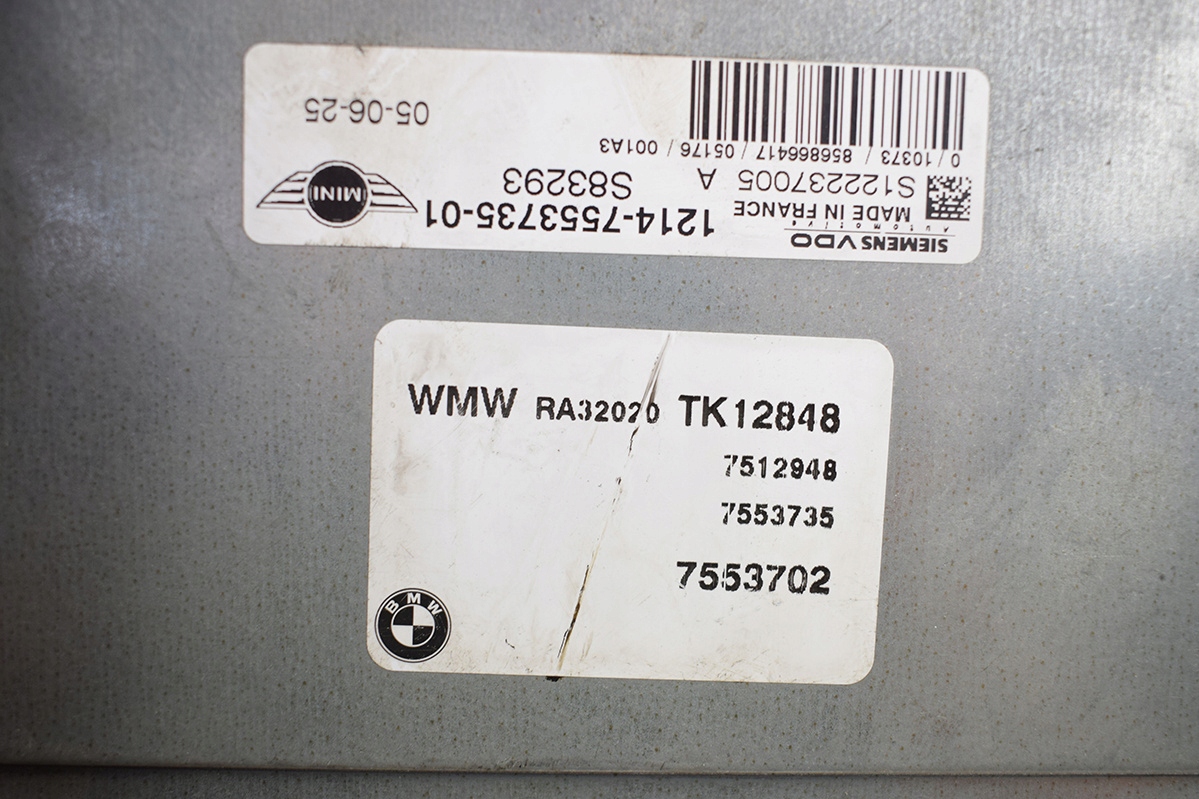 SIEMENS VDO
Automotive
MADE IN FRANCE
1214-7553735-01
S122237005 A
S83293
0/10373 / 856866417 / 05176 / 001A3
MINI
05-06-25
WMW RA32020 TK12848
7512948
7553735
7553702
BMW